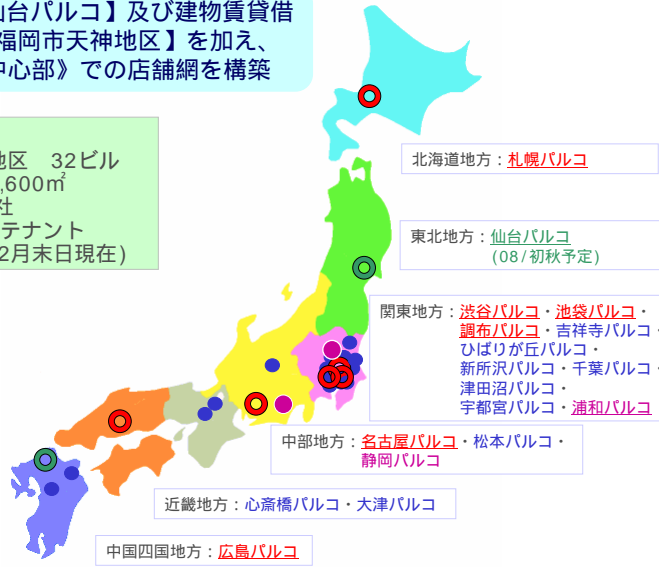 仙台パルコ】及び建物賃貸借
福岡市天神地区】を加え、
中心部》での店舗網を構築
地区　32ビル
,600㎡
社
テナント
2月末日現在)
北海道地方：札幌パルコ
東北地方：仙台パルコ
(08/初秋予定)
関東地方：渋谷パルコ・池袋パルコ・
調布パルコ・吉祥寺パルコ・
ひばりが丘パルコ・
新所沢パルコ・千葉パルコ・
津田沼パルコ・
宇都宮パルコ・浦和パルコ
中部地方：名古屋パルコ・松本パルコ・
静岡パルコ
近畿地方：心斎橋パルコ・大津パルコ
中国四国地方：広島パルコ